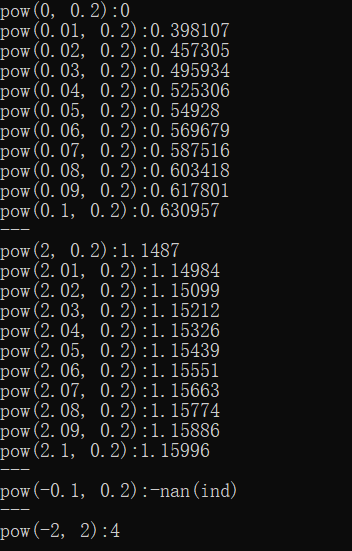 pow(0, 0.2):0
pow(0.01, 0.2):0.398107
pow(0.02, 0.2):0.457305
pow(0.03, 0.2):0.495934
pow(0.04, 0.2):0.525306
pow(0.05, 0.2):0.54928
pow(0.06, 0.2):0.569679
pow(0.07, 0.2):0.587516
pow(0.08, 0.2):0.603418
pow(0.09, 0.2):0.617801
pow(0.1, 0.2):0.630957
---
pow(2, 0.2):1.1487
pow(2.01, 0.2):1.14984
pow(2.02, 0.2):1.15099
pow(2.03, 0.2):1.15212
pow(2.04, 0.2):1.15326
pow(2.05, 0.2):1.15439
pow(2.06, 0.2):1.15551
pow(2.07, 0.2):1.15663
pow(2.08, 0.2):1.15774
pow(2.09, 0.2):1.15886
pow(2.1, 0.2):1.15996
---
pow(-0.1, 0.2):-nan(ind)
---
pow(-2, 2):4